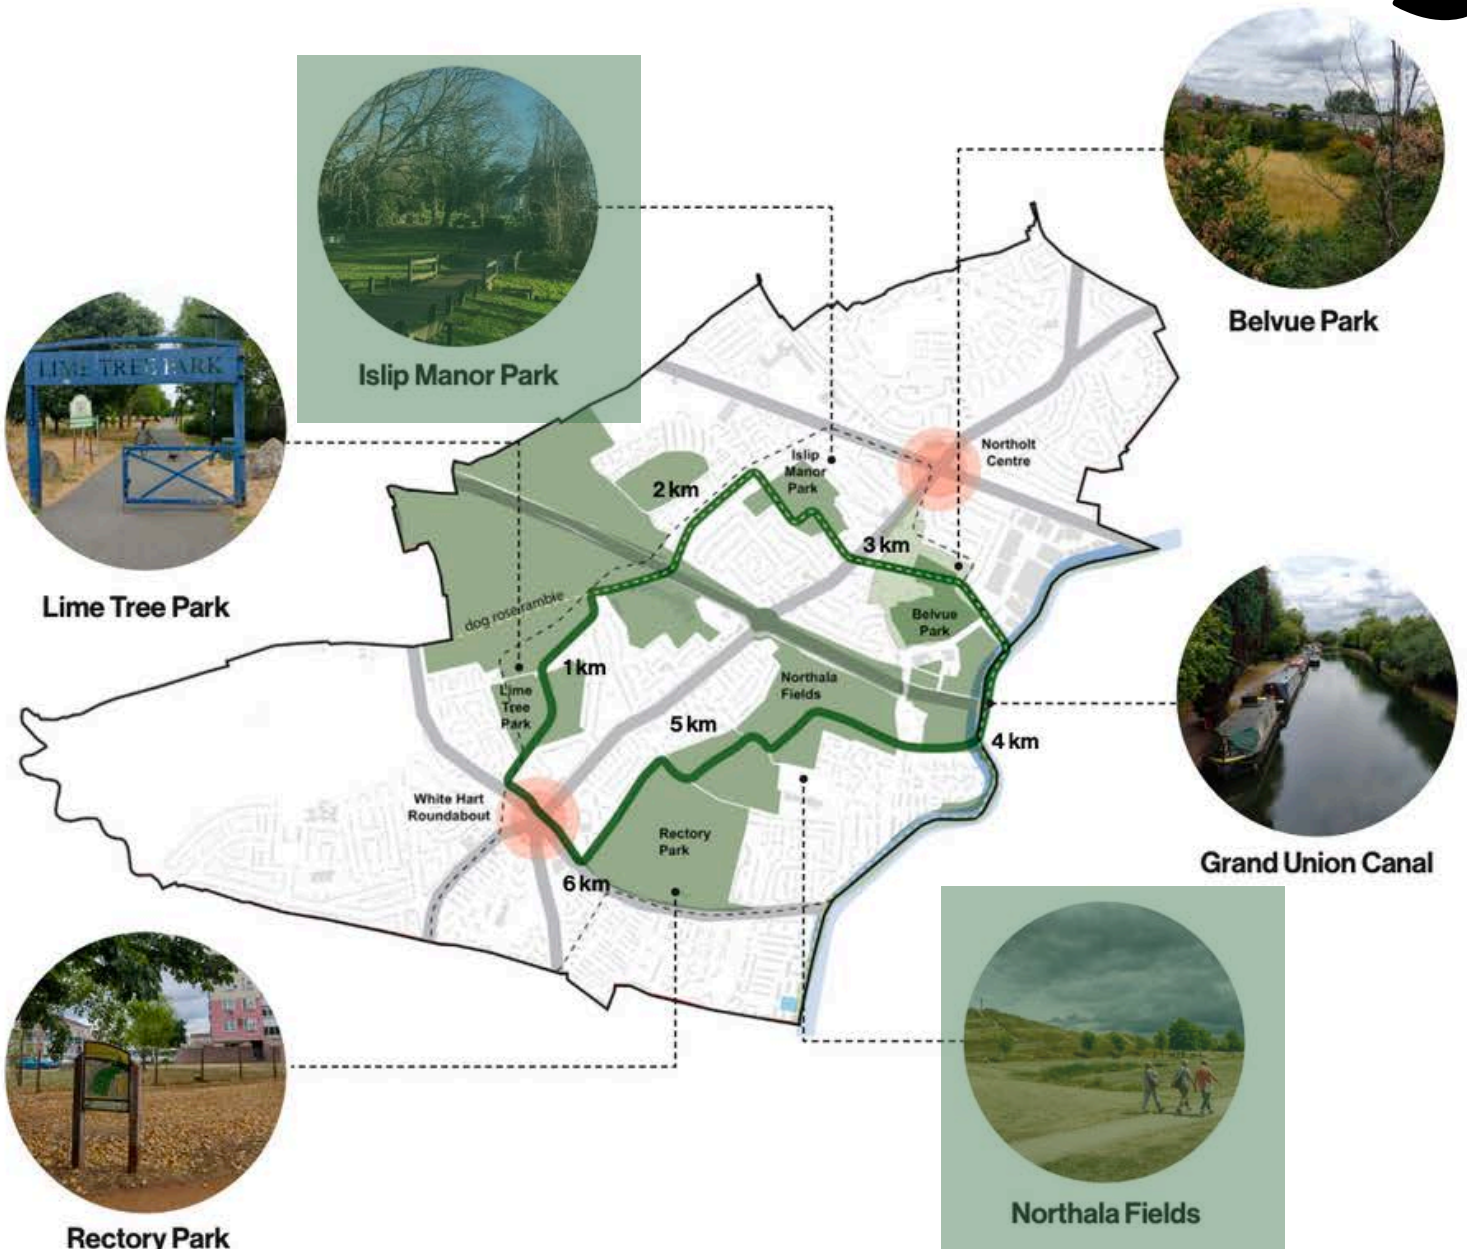 Belvue Park
Islip Manor Park
LIME TREE PARK
Lime Tree Park
Northolt
Centre
Islip
Manor
Park
2 km
3 km
dog rose ramble
Belvue
Park
1 km
Northala
Fields
Lime
Tree
Park
5 km
4 km
White Hart
Roundabout
Rectory
Park
Grand Union Canal
6 km
Northala Fields
Rectory Park